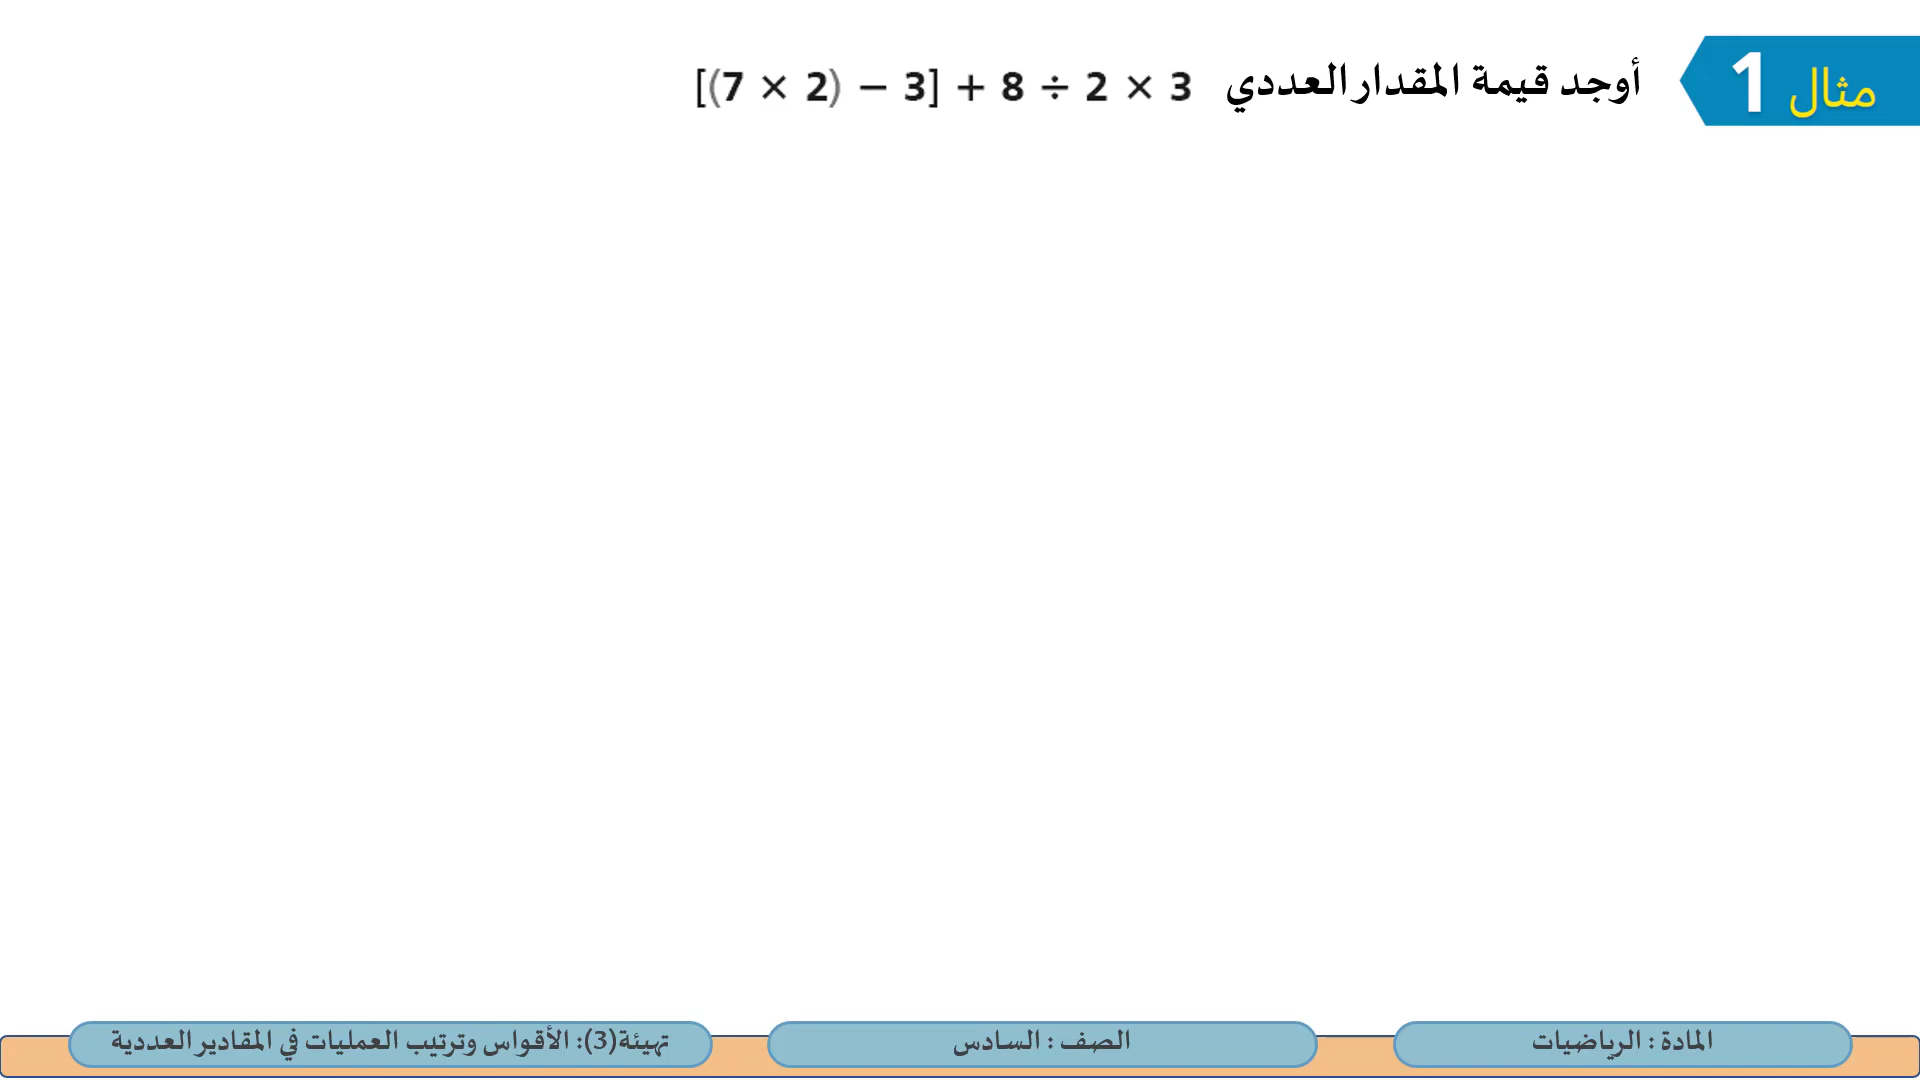 مثال 1
أوجد قيمة المقدار العددي [(7 × 2) − 3] + 8 ÷ 2 × 3
المادة : الرياضيات
الصف : السادس
تهيئة(3): الأقواس وترتيب العمليات في المقادير العددية